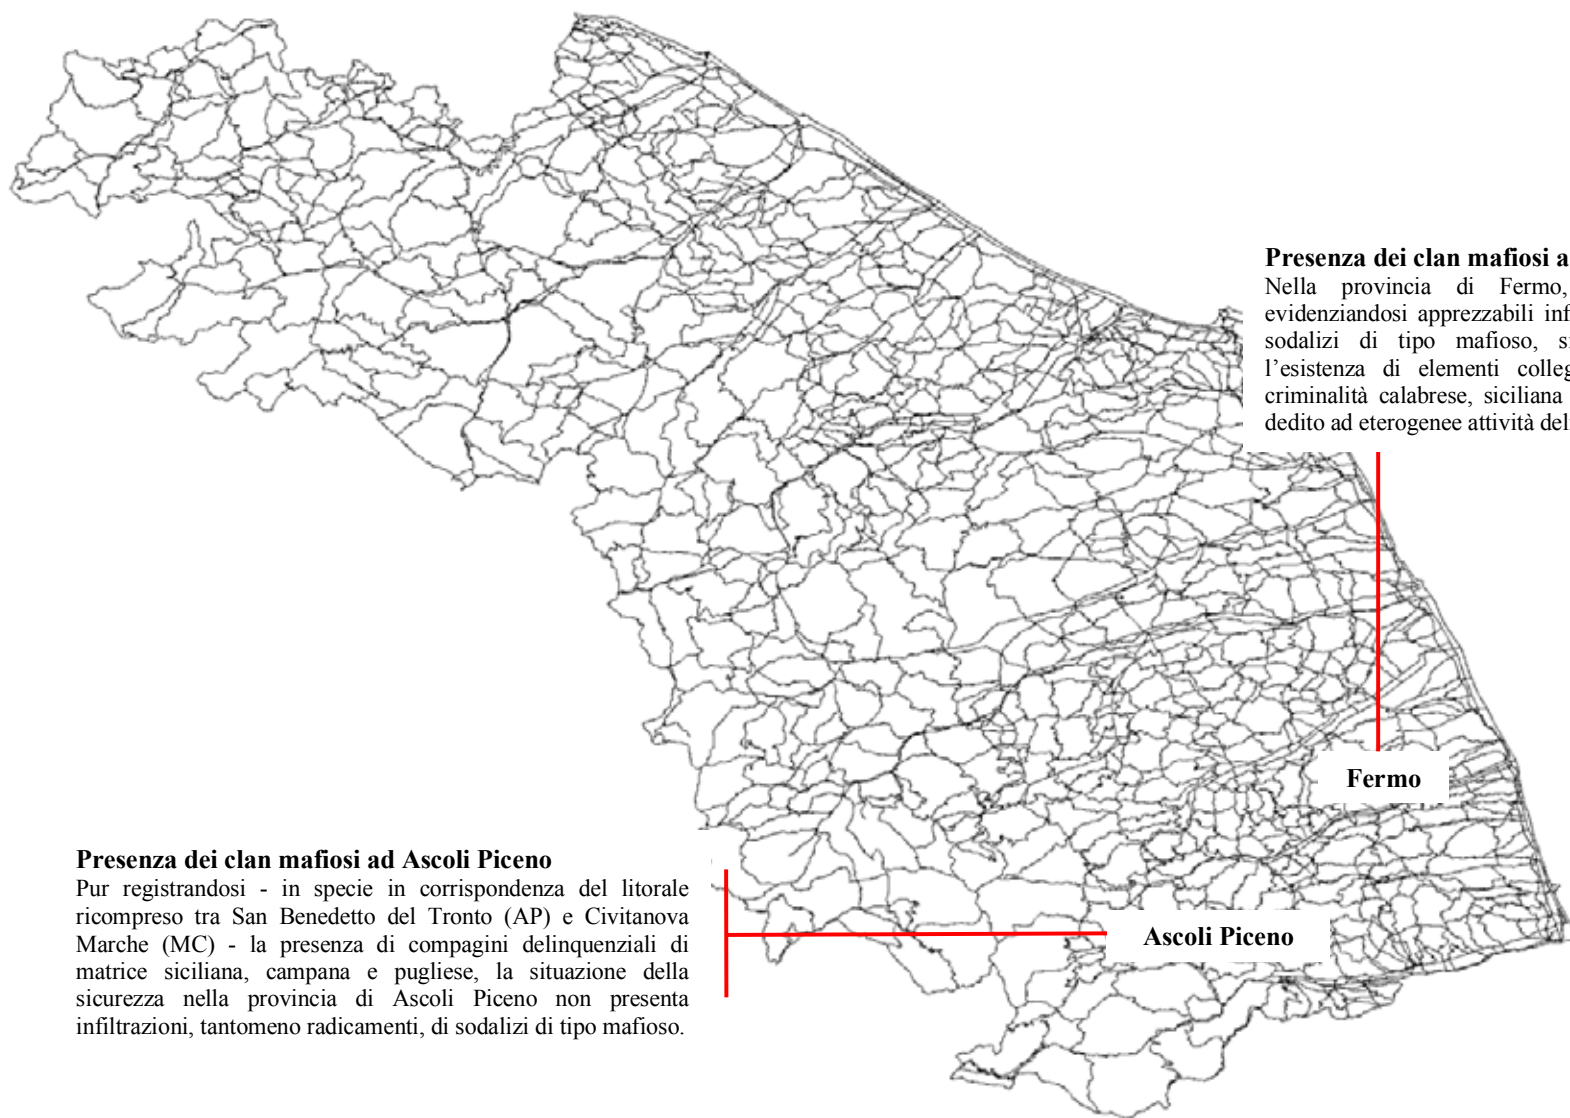 Presenza dei clan mafiosi a
Nella provincia di Fermo,
evidenziandosi apprezzabili inf
sodalizi di tipo mafioso, s
l’esistenza di elementi colleg
criminalità calabrese, siciliana
dedito ad eterogenee attività del
Fermo
Presenza dei clan mafiosi ad Ascoli Piceno
Pur registrandosi - in specie in corrispondenza del litorale
ricompreso tra San Benedetto del Tronto (AP) e Civitanova
Marche (MC) - la presenza di compagini delinquenziali di
matrice siciliana, campana e pugliese, la situazione della
sicurezza nella provincia di Ascoli Piceno non presenta
infiltrazioni, tantomeno radicamenti, di sodalizi di tipo mafioso.
Ascoli Piceno